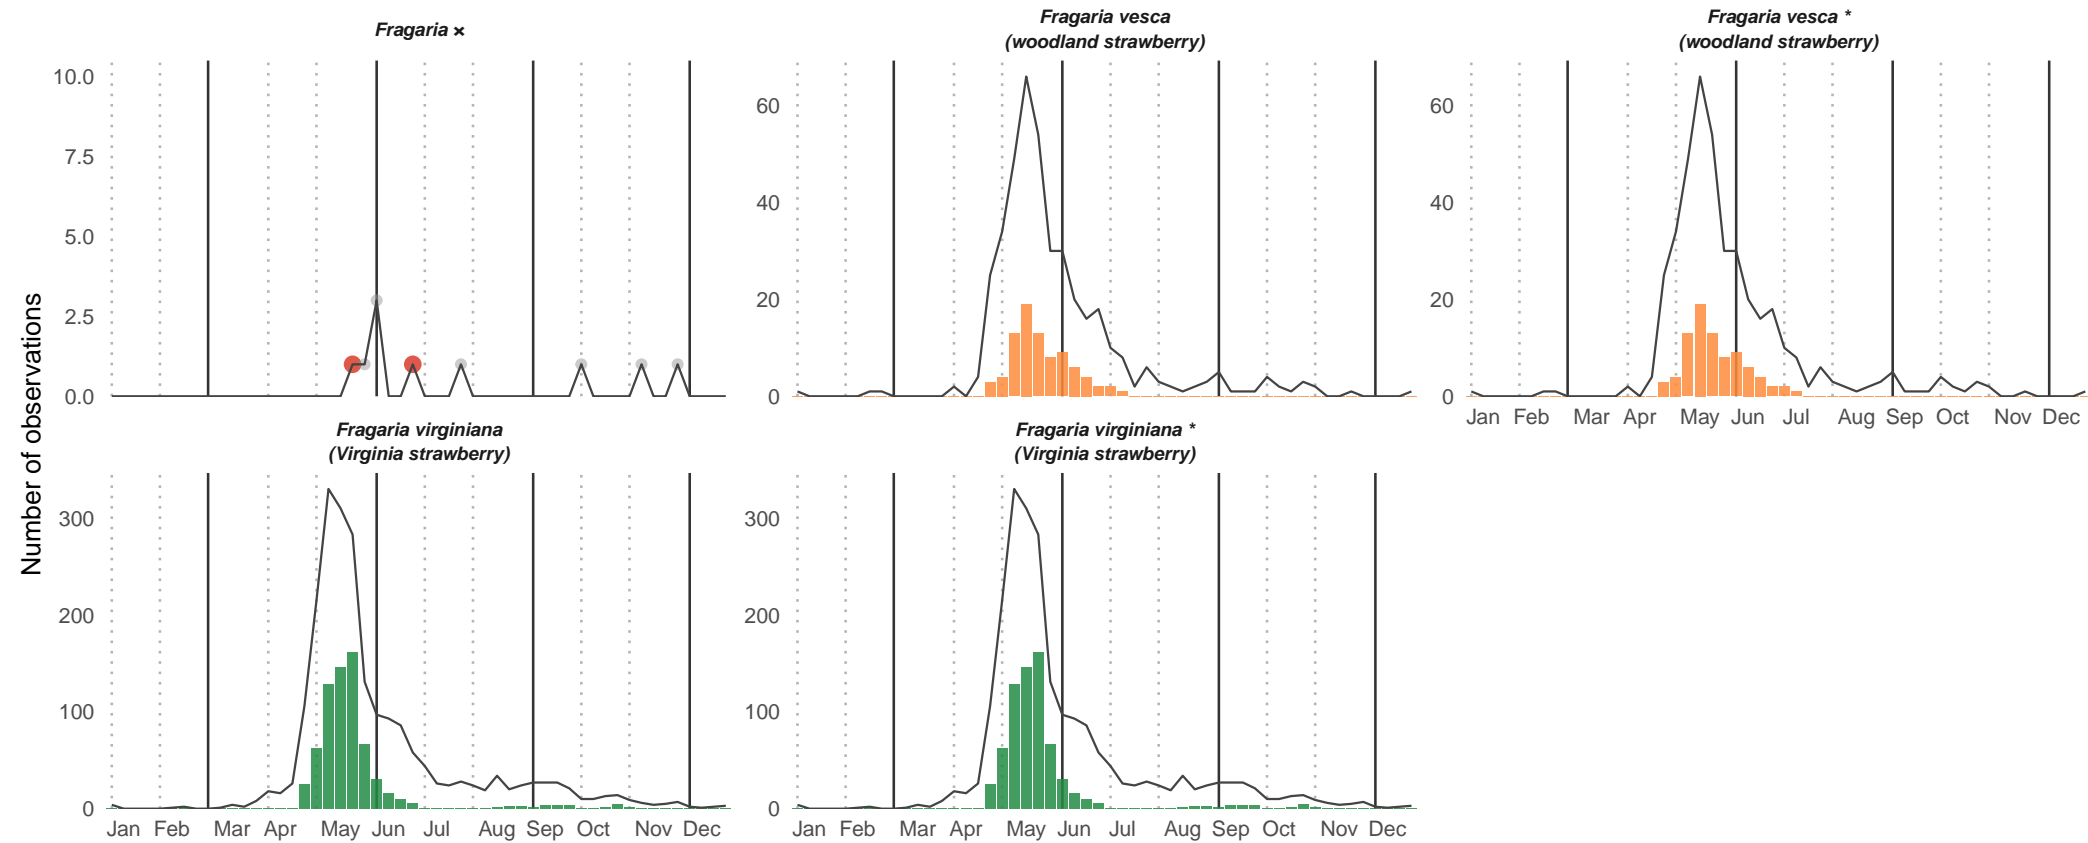 Number of observations
Fragaria ×
10.0
7.5
5.0
2.5
0.0
Fragaria vesca
(woodland strawberry)
60
40
20
0
Fragaria vesca *
(woodland strawberry)
60
40
20
0
Jan Feb Mar Apr May Jun Jul Aug Sep Oct Nov Dec
Fragaria virginiana
(Virginia strawberry)
300
200
100
0
Jan Feb Mar Apr May Jun Jul Aug Sep Oct Nov Dec
Fragaria virginiana *
(Virginia strawberry)
300
200
100
0
Jan Feb Mar Apr May Jun Jul Aug Sep Oct Nov Dec